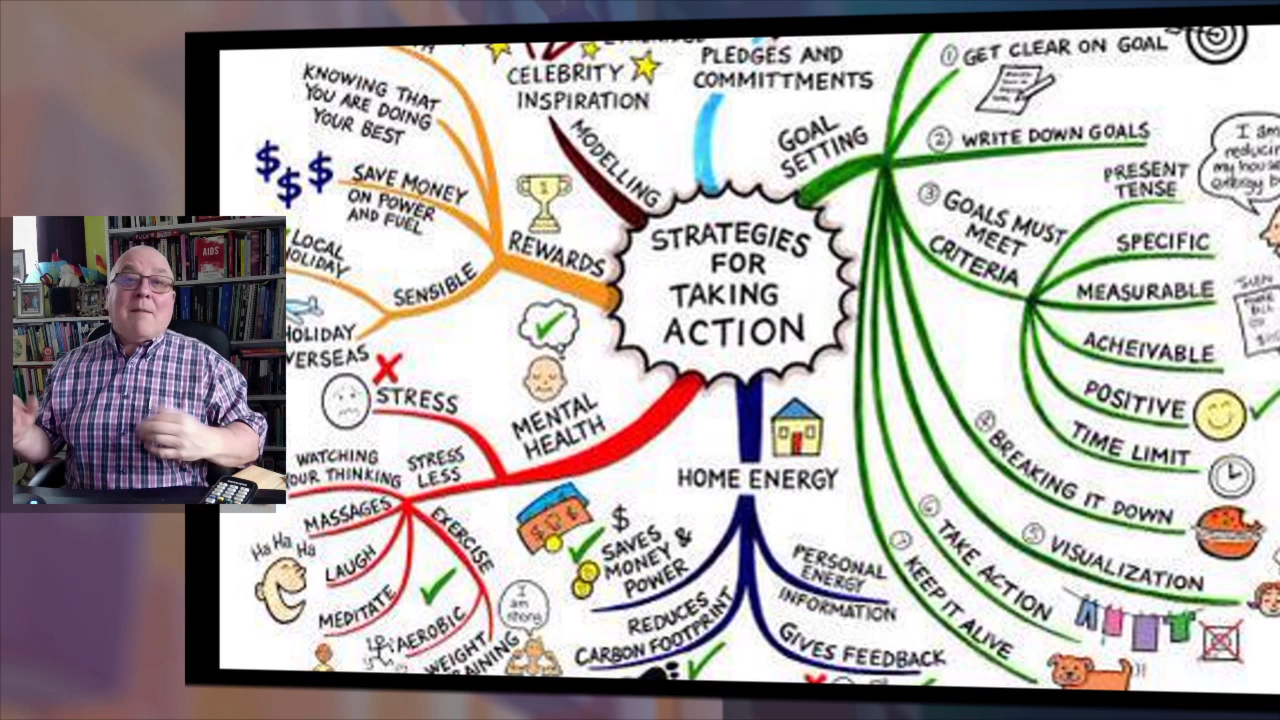 CELEBRITY
INSPIRATION
PLEDGES AND
COMMITTMENTS
① GET CLEAR ON GOAL
KNOWING THAT
YOU ARE DOING
YOUR BEST
MODELLING
GOAL
SETTING
② WRITE DOWN GOALS
PRESENT
TENSE
I am
$ $ $
SAVE MONEY
ON POWER
AND FUEL
1
③ GOALS MUST
MEET
CRITERIA
SPECIFIC
MEASURABLE
ACHEIVABLE
POSITIVE
TIME LIMIT
STRATEGIES
FOR
TAKING
ACTION
REWARDS
SENSIBLE
LOCAL
HOLIDAY
HOLIDAY
VERSEAS
AIDS
STRESS
MENTAL
HEALTH
STRESS
LESS
WATCHING
OUR THINKING
MASSAGES
LAUGH
Ha Ha Ha
MEDITATE
EXERCISE
AEROBIC
WEIGHT
RAINING
I
am
strong
HOME ENERGY
$
SAVES
MONEY &
POWER
REDUCES
CARBON FOOTPRINT
PERSONAL
ENERGY
INFORMATION
GIVES FEEDBACK
④ BREAKING IT DOWN
⑤ VISUALIZATION
⑥ TAKE ACTION
⑦ KEEP IT ALIVE